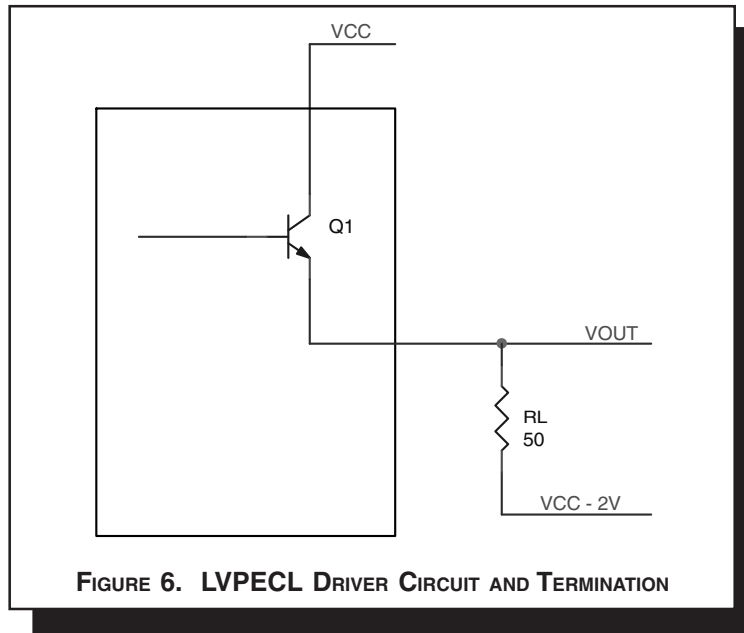 VCC
Q1
VOUT
RL
50
VCC - 2V
FIGURE 6. LVPECL DRIVER CIRCUIT AND TERMINATION